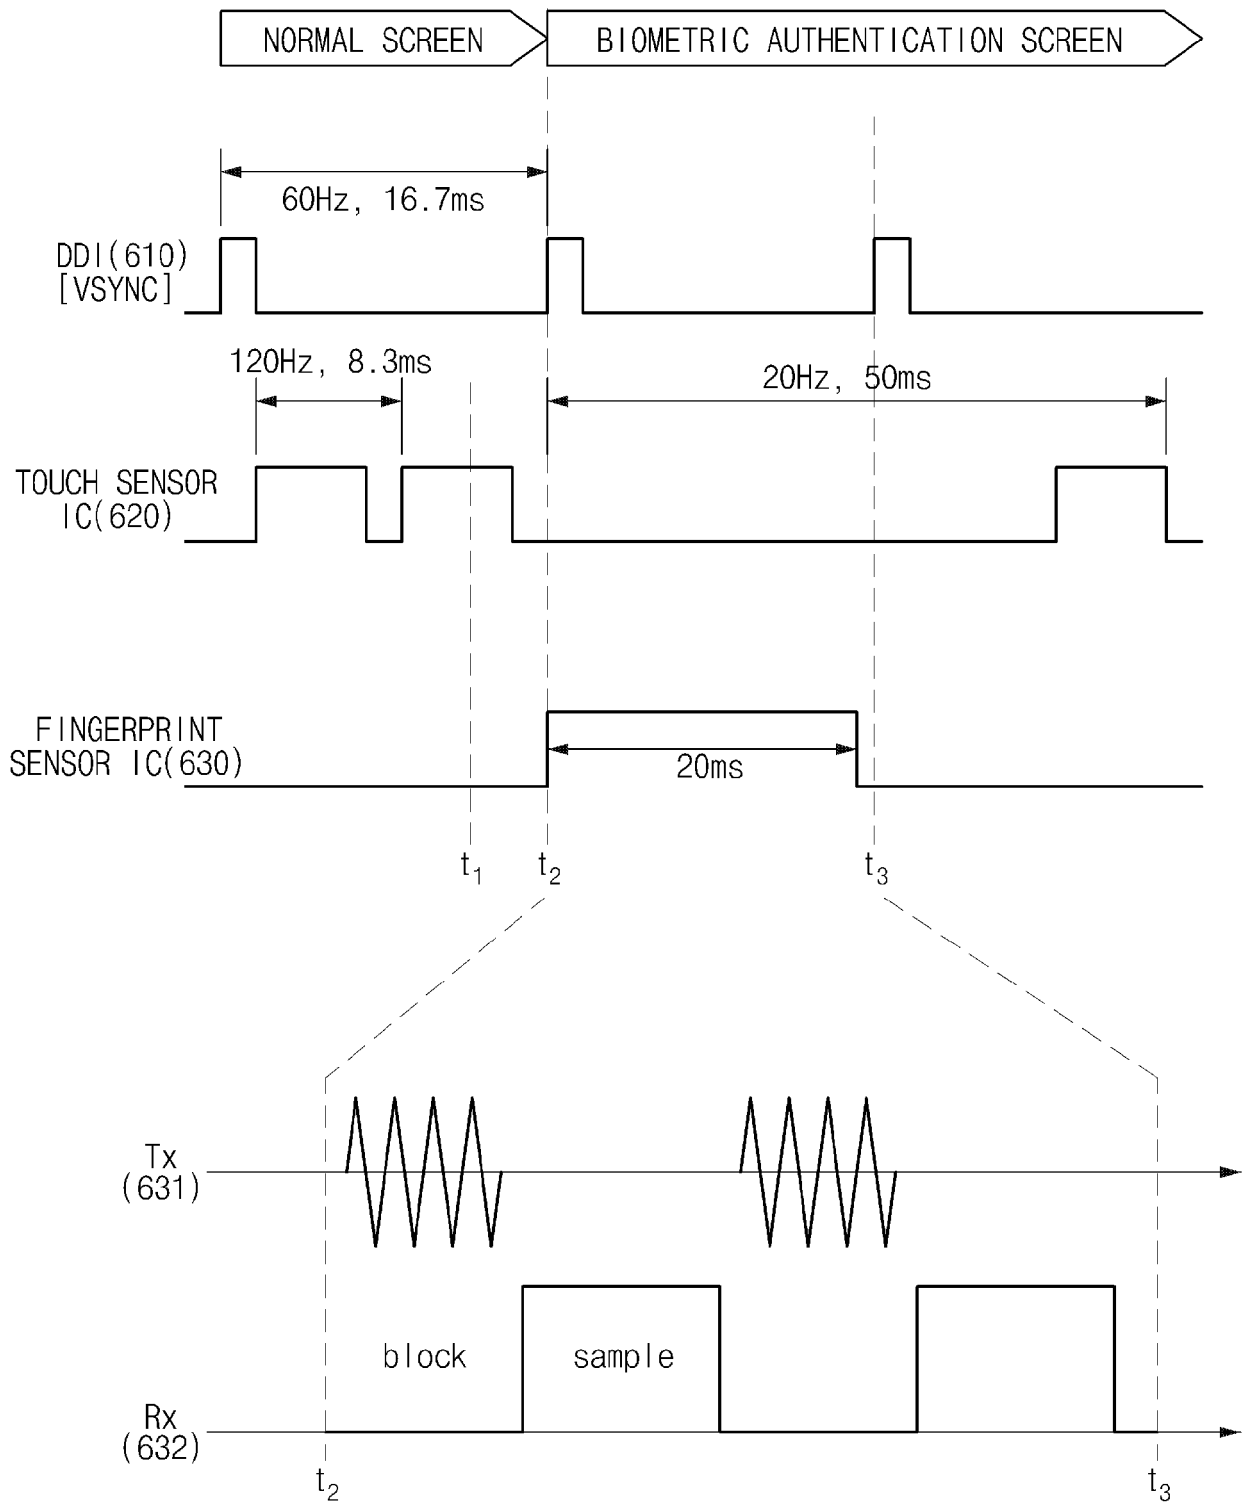 NORMAL SCREEN
BIOMETRIC AUTHENTICATION SCREEN
60Hz, 16.7ms
DDI(610)
[VSYNC]
120Hz, 8.3ms
20Hz, 50ms
TOUCH SENSOR
IC(620)
FINGERPRINT
SENSOR IC(630)
20ms
t1
t2
t3
Tx
(631)
block
sample
Rx
(632)
t2
t3